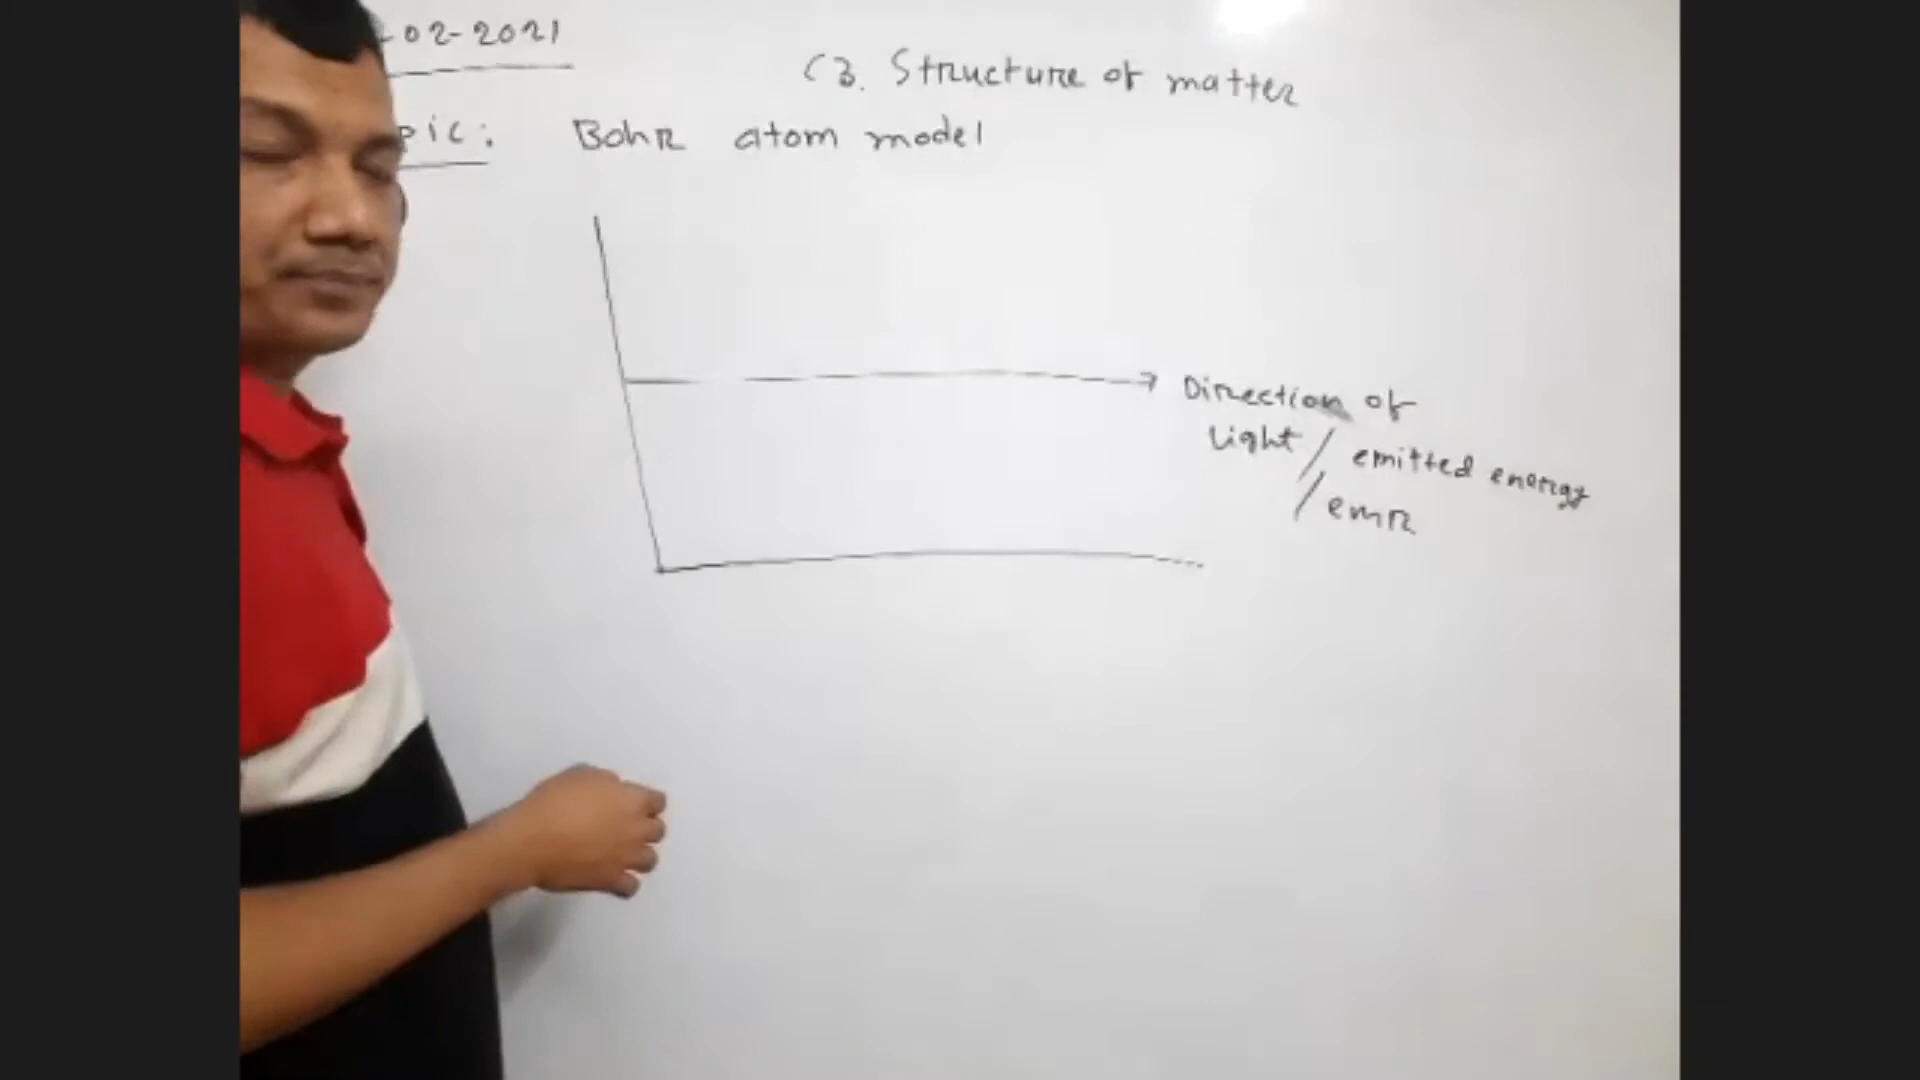 -02-2021
C3. Structure of matter
pic: Bohr atom model
Direction of
Light / emitted energy
/ emr